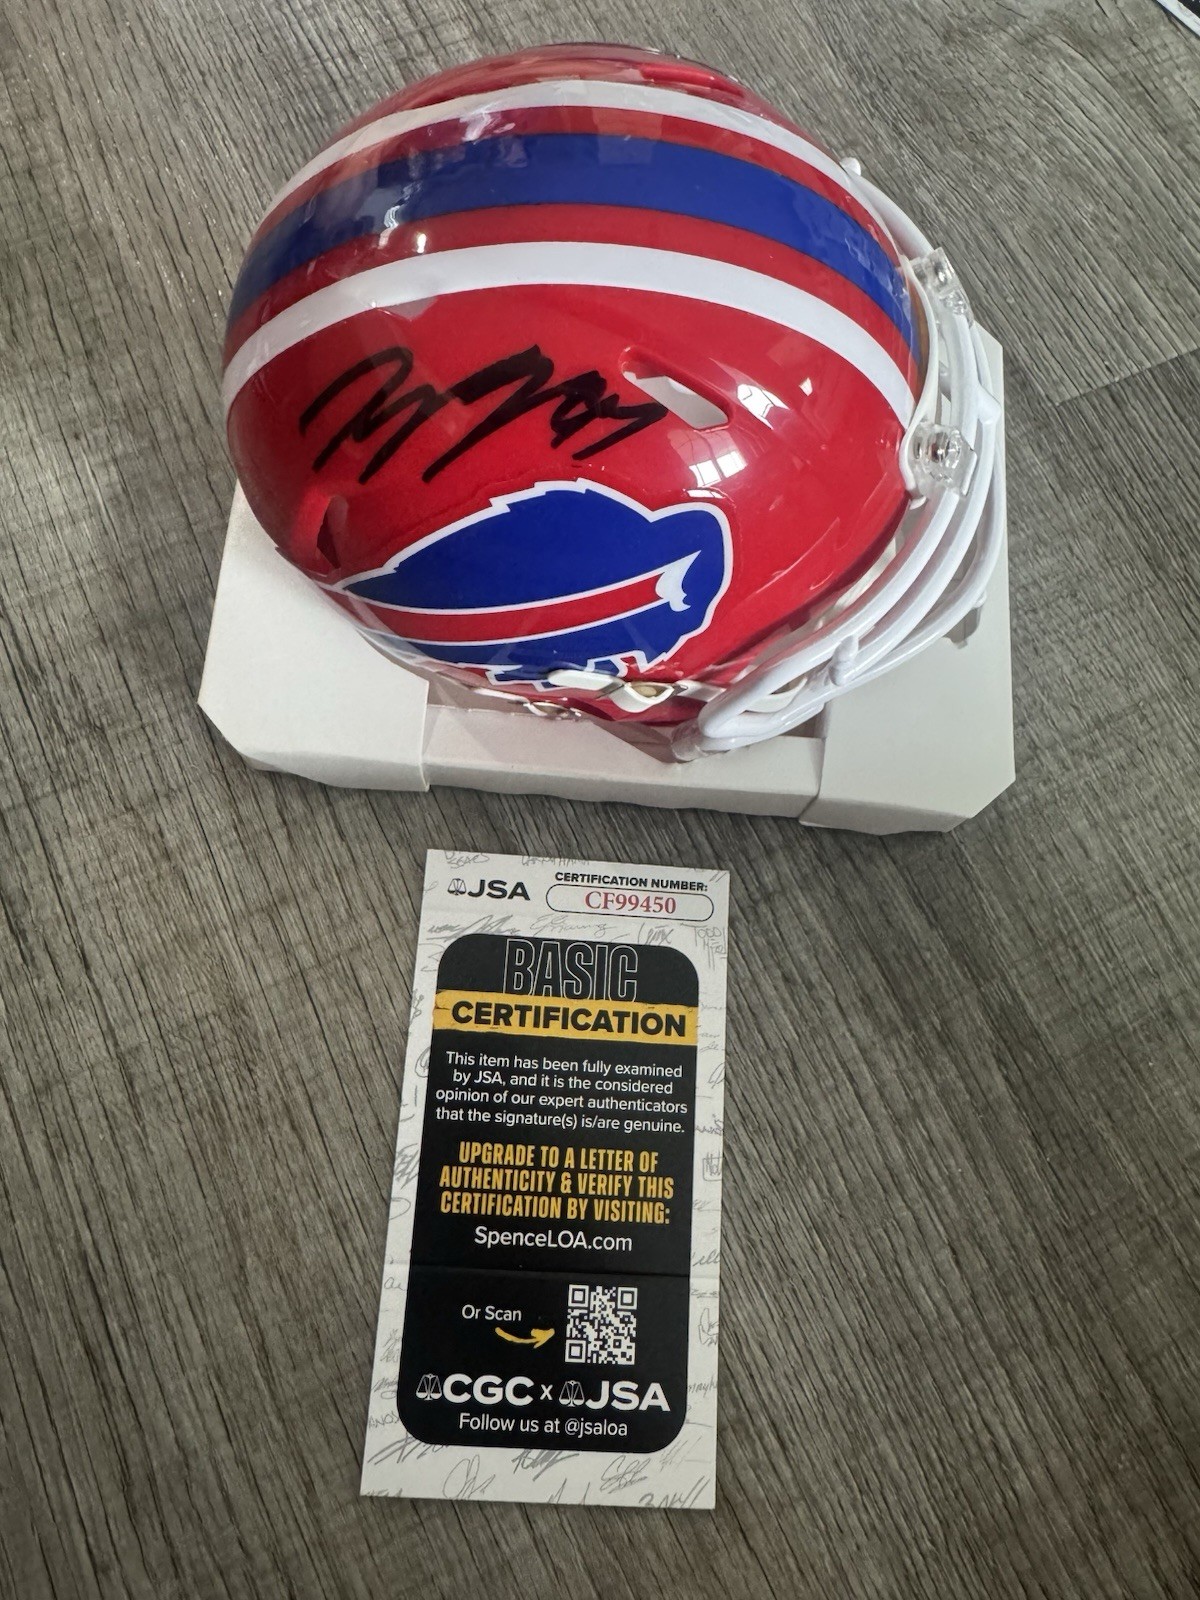 JSA
CERTIFICATION NUMBER:
CF99450
BASIC
CERTIFICATION
This item has been fully examined
by JSA, and it is the considered
opinion of our expert authenticators
that the signature(s) is/are genuine.
UPGRADE TO A LETTER OF
AUTHENTICITY & VERIFY THIS
CERTIFICATION BY VISITING:
SpenceLOA.com
Or Scan
CGC x JSA
Follow us at @jsaloa